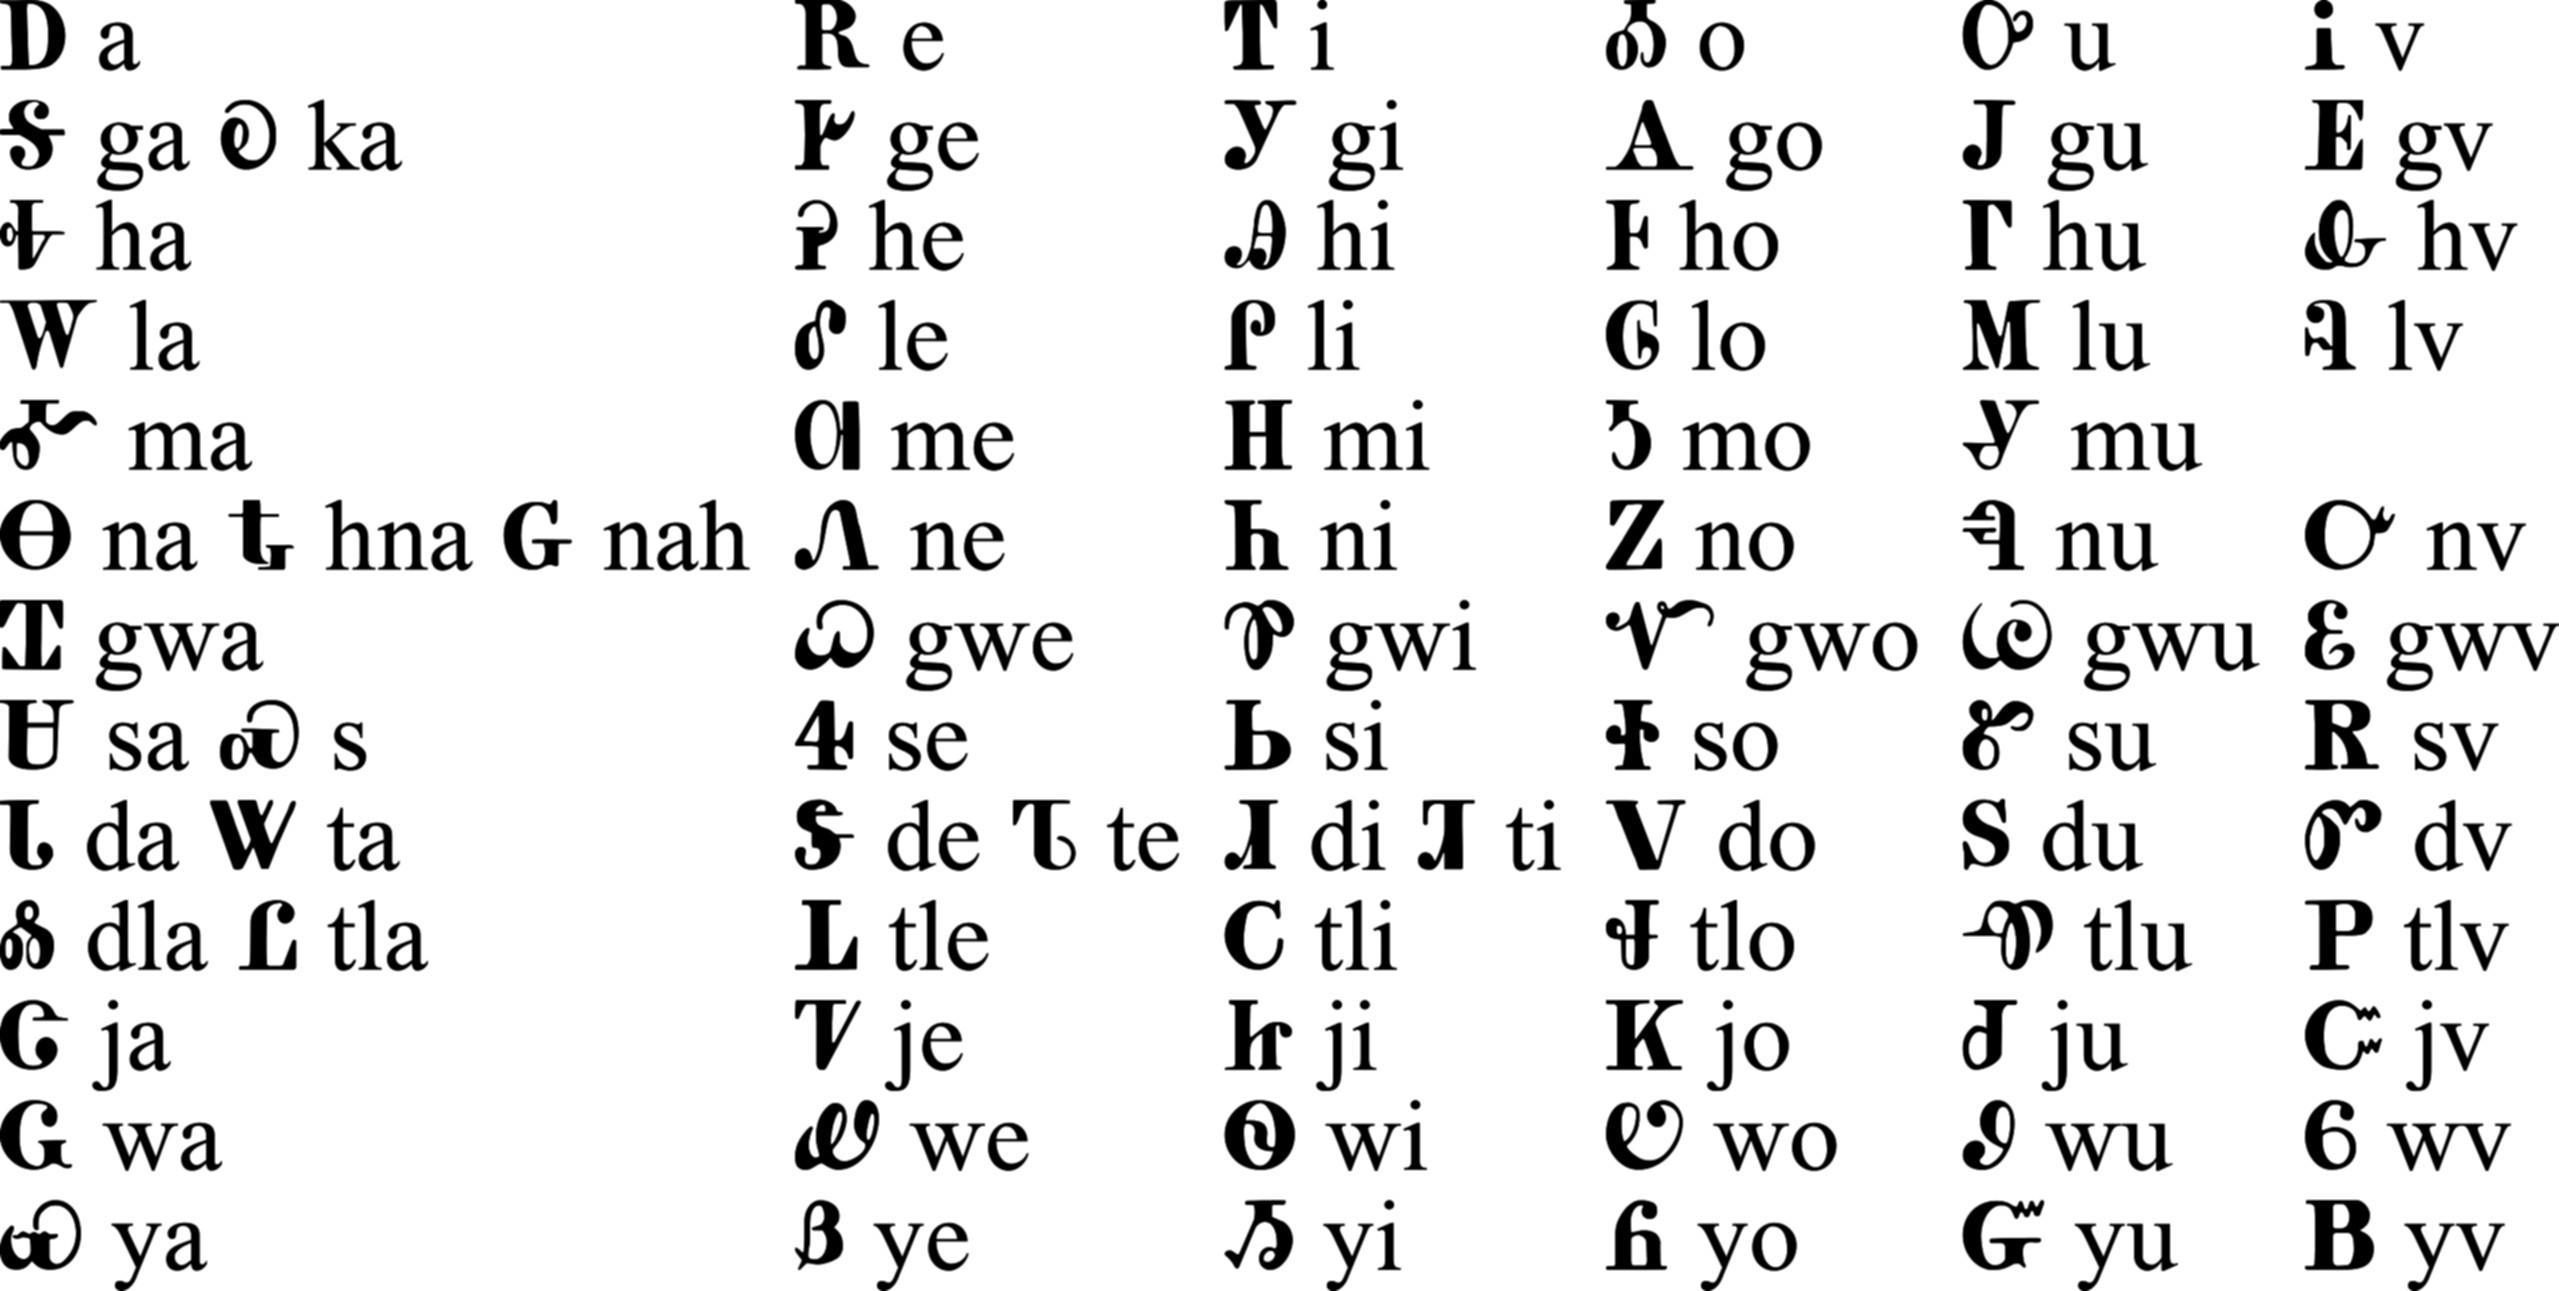 Ꭰ a Ꭱ e Ꭲ i Ꭳ o Ꭴ u Ꭵ v
Ꭶ ga Ꭷ ka Ꭸ ge Ꭹ gi Ꭺ go Ꭻ gu Ꭼ gv
Ꭽ ha Ꭾ he Ꭿ hi Ꮀ ho Ꮁ hu Ꮂ hv
Ꮃ la Ꮄ le Ꮅ li Ꮆ lo Ꮇ lu Ꮈ lv
Ꮉ ma Ꮊ me Ꮋ mi Ꮌ mo Ꮍ mu
Ꮎ na Ꮏ hna Ꮐ nah Ꮑ ne Ꮒ ni Ꮓ no Ꮔ nu Ꮕ nv
Ꮖ gwa Ꮗ gwe Ꮘ gwi Ꮙ gwo Ꮚ gwu Ꮛ gwv
Ꮜ sa Ꮝ s Ꮞ se Ꮟ si Ꮠ so Ꮡ su Ꮢ sv
Ꮣ da Ꮤ ta Ꮥ de Ꮦ te Ꮧ di Ꮨ ti Ꮩ do Ꮪ du Ꮫ dv
Ꮬ dla Ꮭ tla Ꮮ tle Ꮯ tli Ꮰ tlo Ꮱ tlu Ꮲ tlv
Ꮳ ja Ꮴ je Ꮵ ji Ꮶ jo Ꮷ ju Ꮸ jv
Ꮹ wa Ꮺ we Ꮻ wi Ꮼ wo Ꮽ wu Ꮾ wv
Ꮿ ya Ᏸ ye Ᏹ yi Ᏺ yo Ᏻ yu Ᏼ yv